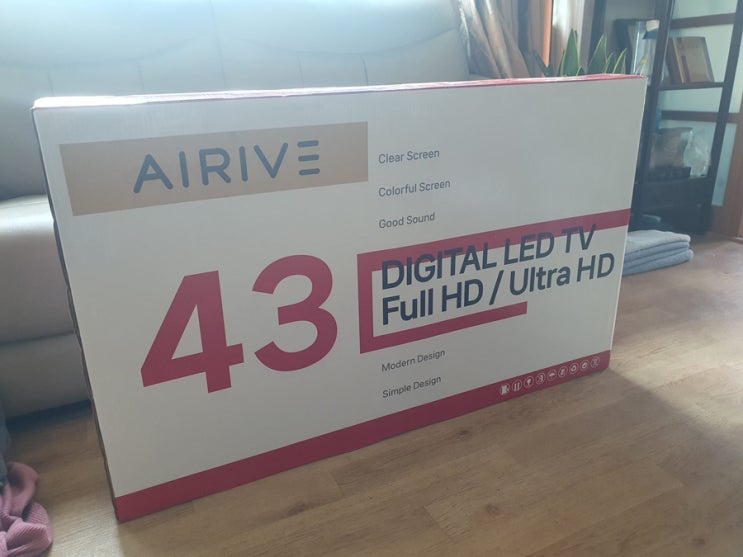 AIRIVE
Clear Screen
Colorful Screen
Good Sound
43
DIGITAL LED TV
Full HD / Ultra HD
Modern Design
Simple Design